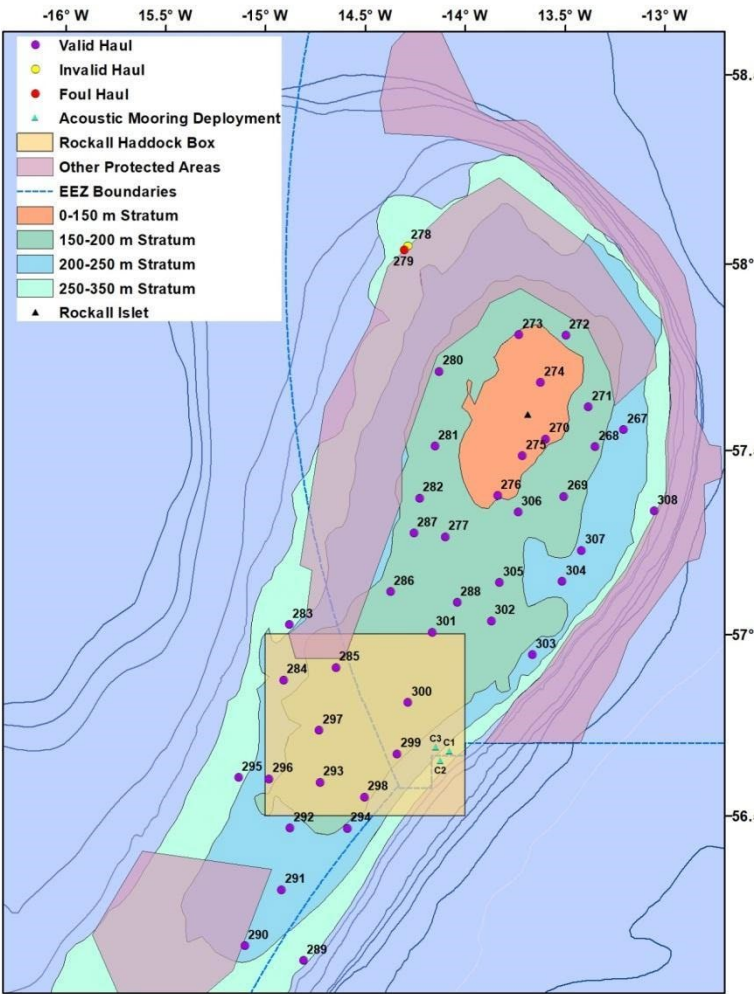 -16°W -15.5°W -15°W -14.5°W -14°W -13.5°W -13°W
Valid Haul
Invalid Haul
Foul Haul
Acoustic Mooring Deployment
Rockall Haddock Box
Other Protected Areas
EEZ Boundaries
0-150 m Stratum
150-200 m Stratum
200-250 m Stratum
250-350 m Stratum
Rockall Islet
58.
58°
57.
57°
56.
278
279
273
272
280
274
271
267
281
270
275
268
282
276
269
306
308
287
277
307
286
305
304
288
302
283
301
303
285
284
300
297
C3
C1
299
C2
295
296
293
298
292
294
291
290
289